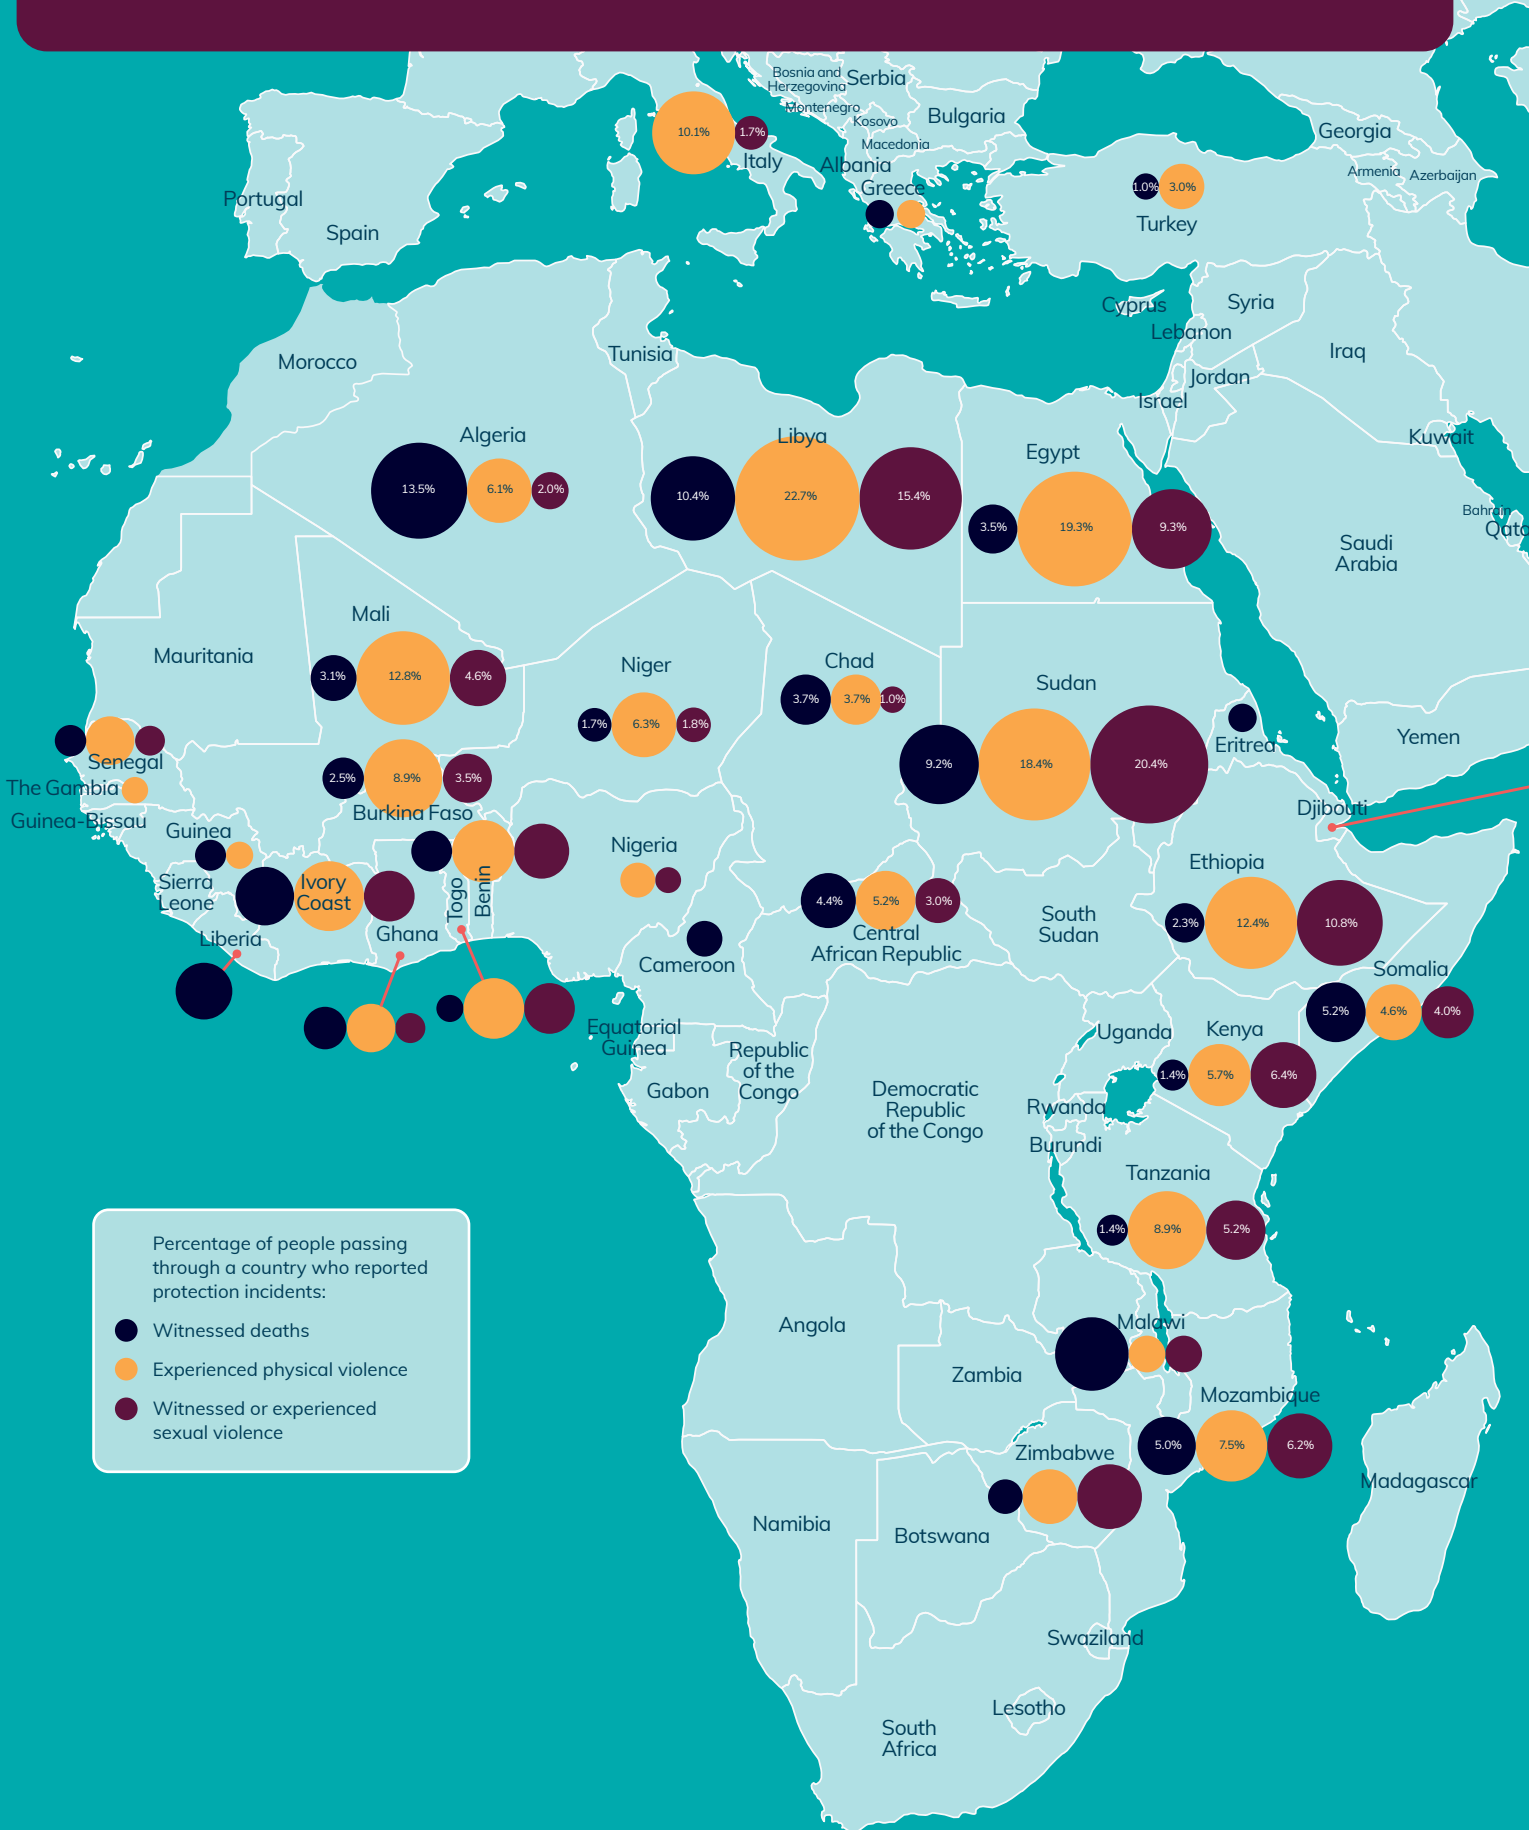 Bosnia and
Herzegovina
Serbia
Montenegro
Kosovo
Bulgaria
Macedonia
Georgia
10.1%
1.7%
Italy
Albania
Greece
Armenia
Azerbaijan
1.0%
3.0%
Turkey
Portugal
Spain
Cyprus
Syria
Lebanon
Iraq
Morocco
Tunisia
Jordan
Israel
Kuwait
Algeria
13.5%
6.1%
2.0%
Libya
10.4%
22.7%
15.4%
Egypt
3.5%
19.3%
9.3%
Bahrain
Qata
Saudi
Arabia
Mali
3.1%
12.8%
4.6%
Mauritania
Niger
1.7%
6.3%
1.8%
Chad
3.7%
3.7%
1.0%
Sudan
9.2%
18.4%
20.4%
Eritrea
Yemen
Senegal
The Gambia
Guinea-Bissau
2.5%
8.9%
3.5%
Burkina Faso
Djibouti
Guinea
Sierra
Leone
Ivory
Coast
Togo
Benin
Nigeria
Liberia
Ghana
Cameroon
4.4%
5.2%
3.0%
Central
African Republic
South
Sudan
Ethiopia
2.3%
12.4%
10.8%
Somalia
5.2%
4.6%
4.0%
Equatorial
Guinea
Republic
of the
Congo
Gabon
Uganda
Kenya
1.4%
5.7%
6.4%
Democratic
Republic
of the Congo
Rwanda
Burundi
Tanzania
1.4%
8.9%
5.2%
Percentage of people passing
through a country who reported
protection incidents:
Witnessed deaths
Experienced physical violence
Witnessed or experienced
sexual violence
Angola
Malawi
Zambia
Mozambique
5.0%
7.5%
6.2%
Zimbabwe
Madagascar
Namibia
Botswana
Swaziland
Lesotho
South
Africa